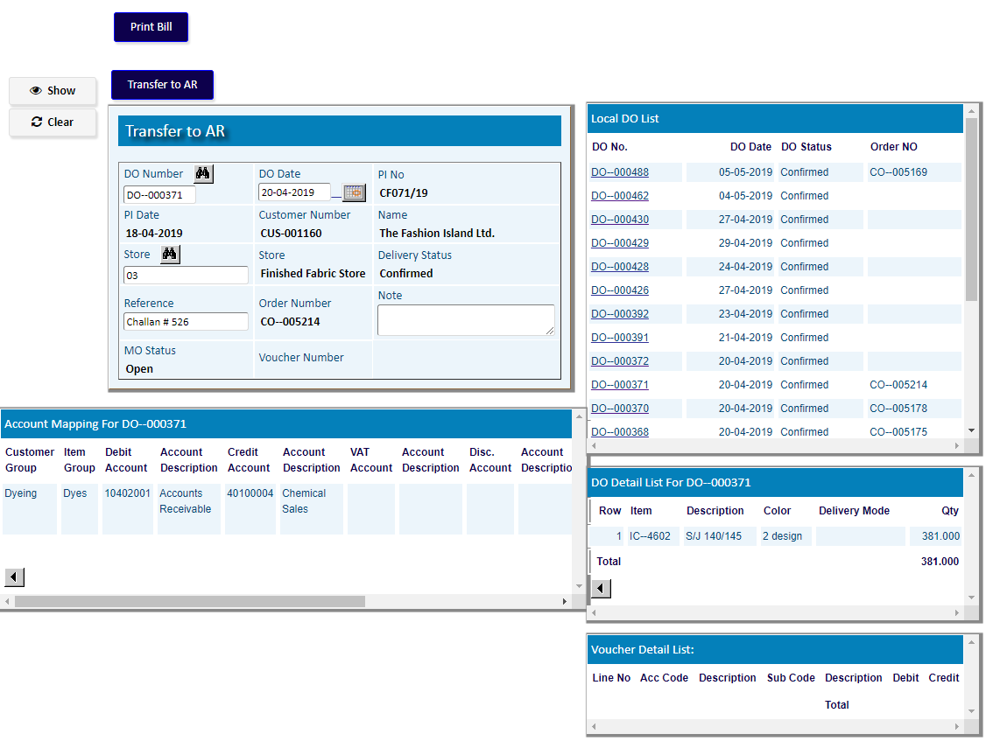 Print Bill
Show
Clear
Transfer to AR
Transfer to AR
DO Number DO Date PI No
DO--000371 20-04-2019 CF071/19
PI Date Customer Number Name
18-04-2019 CUS-001160 The Fashion Island Ltd.
Store Store Delivery Status
03 Finished Fabric Store Confirmed
Reference Order Number Note
Challan # 526 CO--005214
MO Status Voucher Number
Open
Local DO List
DO No. DO Date DO Status Order NO
DO--000488 05-05-2019 Confirmed CO--005169
DO--000462 04-05-2019 Confirmed
DO--000430 27-04-2019 Confirmed
DO--000429 29-04-2019 Confirmed
DO--000428 24-04-2019 Confirmed
DO--000426 27-04-2019 Confirmed
DO--000392 23-04-2019 Confirmed
DO--000391 21-04-2019 Confirmed
DO--000372 20-04-2019 Confirmed
DO--000371 20-04-2019 Confirmed CO--005214
DO--000370 20-04-2019 Confirmed CO--005178
DO--000368 20-04-2019 Confirmed CO--005175
Account Mapping For DO--000371
Customer Item Debit Account Credit Account VAT Account Disc. Account
Group Group Account Description Account Description Account Description Account Descriptio
Dyeing Dyes 10402001 Accounts 40100004 Chemical
Receivable Sales
DO Detail List For DO--000371
Row Item Description Color Delivery Mode Qty
1 IC--4602 S/J 140/145 2 design 381.000
Total 381.000
Voucher Detail List:
Line No Acc Code Description Sub Code Description Debit Credit
Total